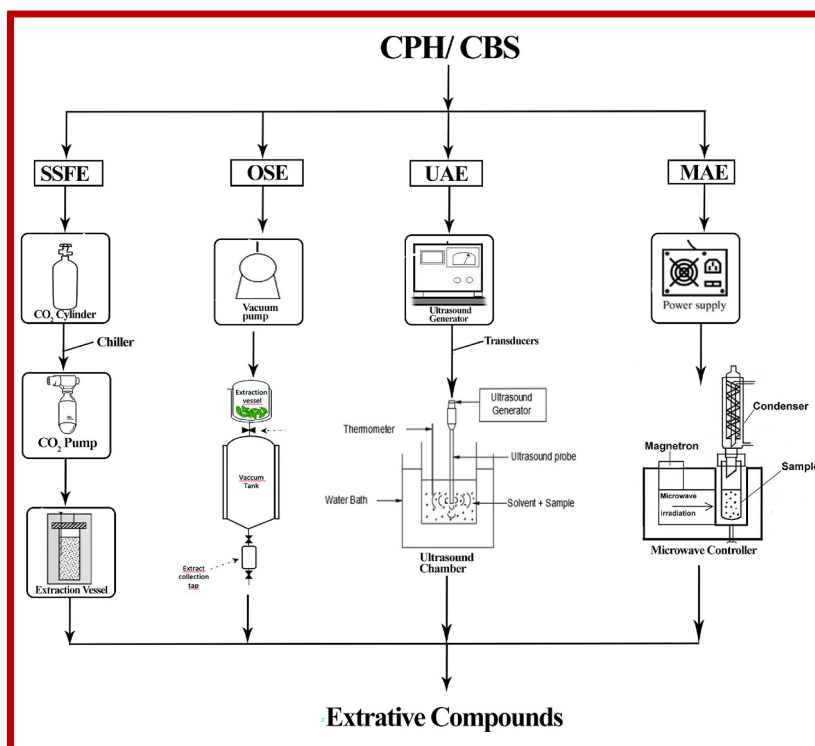 CPH/ CBS
SSFE
OSE
UAE
MAE
CO2 Cylinder
Chiller
CO2 Pump
Extraction Vessel
Vacuum
pump
Extraction
vessel
Vaccum
Tank
Extract
collection
tap
Ultrasound
Generator
Transducers
Ultrasound
Generator
Thermometer
Ultrasound probe
Water Bath
Solvent + Sample
Ultrasound
Chamber
Power supply
Condenser
Magnetron
Sample
Microwave
irradiation
Microwave Controller
Extrative Compounds